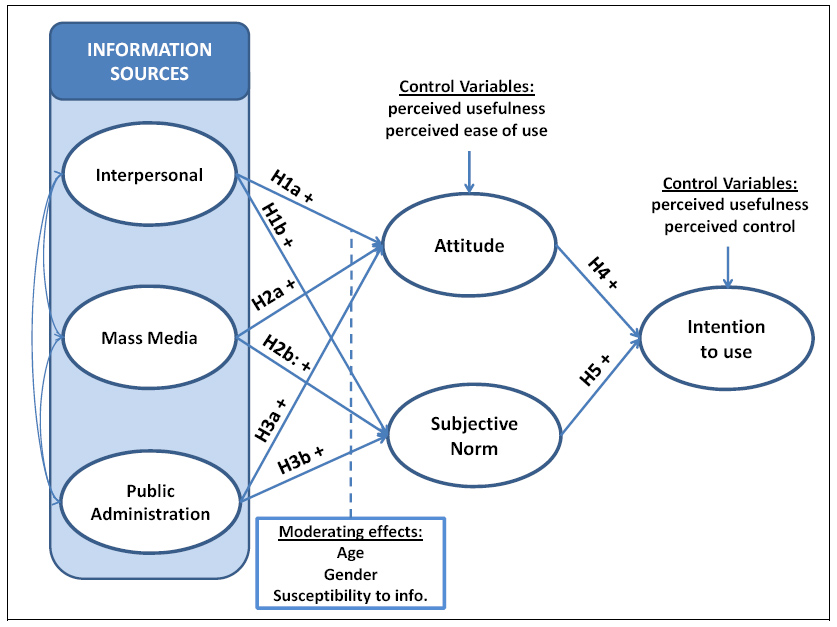 INFORMATION
SOURCES
Interpersonal
Mass Media
Public
Administration
H1a +
H1b +
H2a +
H2b: +
H3a +
H3b +
Control Variables:
perceived usefulness
perceived ease of use
Attitude
Subjective
Norm
Moderating effects:
Age
Gender
Susceptibility to info.
H4 +
H5 +
Control Variables:
perceived usefulness
perceived control
Intention
to use